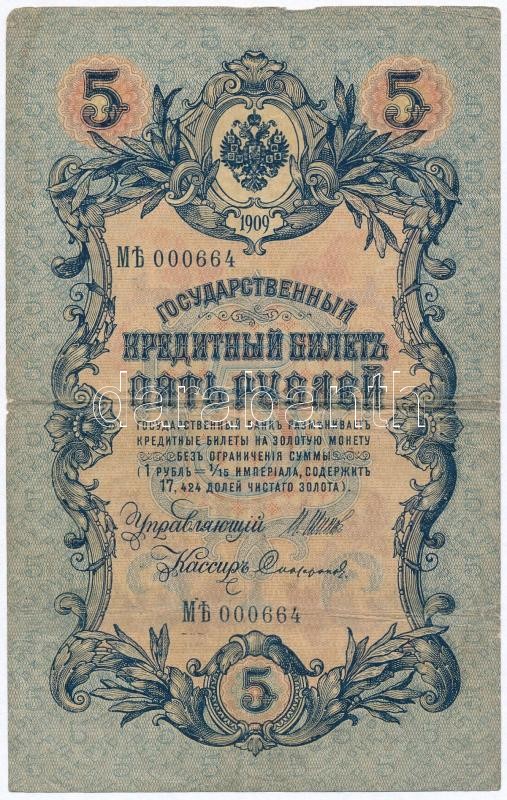 5 5
1909
МѢ 000664
ГОСУДАРСТВЕННЫЙ
КРЕДИТНЫЙ БИЛЕТЪ
ПЯТЬ РУБЛЕЙ
darabanth
ГОСУДАРСТВЕННЫЙ БАНКЪ РАЗМѢНИВАЕТЪ
КРЕДИТНЫЕ БИЛЕТЫ НА ЗОЛОТУЮ МОНЕТУ
БЕЗЪ ОГРАНИЧЕНІЯ СУММЫ
(1 РУБЛЬ = 1/15 ИМПЕРІАЛА, СОДЕРЖИТЪ
17,424 ДОЛЕЙ ЧИСТАГО ЗОЛОТА).
Управляющій
Кассиръ
МѢ 000664
5